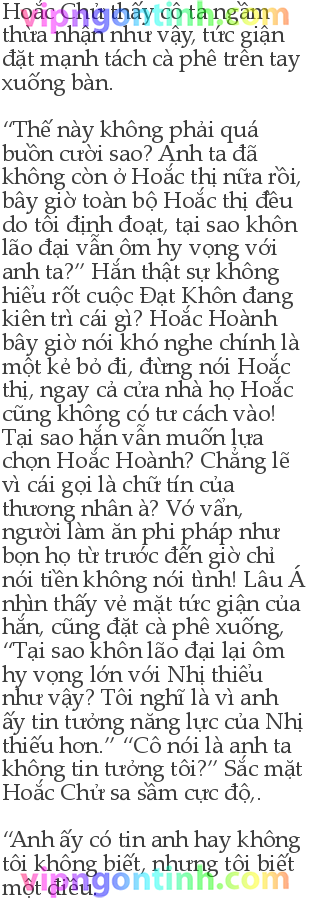 Hoắc Chử thấy cô ta ngầm
thừa nhận như vậy, tức giận
đặt mạnh tách cà phê trên tay
xuống bàn.

“Thế này không phải quá
buồn cười sao? Anh ta đã
không còn ở Hoắc thị nữa rồi,
bây giờ toàn bộ Hoắc thị đều
do tôi định đoạt, tại sao khôn
lão đại vẫn ôm hy vọng với
anh ta?” Hắn thật sự không
hiểu rốt cuộc Đạt Khôn đang
kiên trì cái gì? Hoắc Hoành
bây giờ nói khó nghe chính là
một kẻ bỏ đi, đừng nói Hoắc
thị, ngay cả cửa nhà họ Hoắc
cũng không có tư cách vào!
Tại sao hắn vẫn muốn lựa
chọn Hoắc Hoành? Chẳng lẽ
vì cái gọi là chữ tín của
thương nhân à? Vớ vẩn,
người làm ăn phi pháp như
bọn họ từ trước đến giờ chỉ
nói tiền không nói tình! Lâu Á
nhìn thấy vẻ mặt tức giận của
hắn, cũng đặt cà phê xuống,
“Tại sao khôn lão đại lại ôm
hy vọng lớn với Nhị thiểu
như vậy? Tôi nghĩ là vì anh
ấy tin tưởng năng lực của Nhị
thiếu hơn.” “Cô nói là anh ta
không tin tưởng tôi?” Sắc mặt
Hoắc Chử sa sầm cực độ,.

“Anh ấy có tin anh hay không
tôi không biết, nhưng tôi biết
một điều.
vipngontinh.com
vipngontinh.com